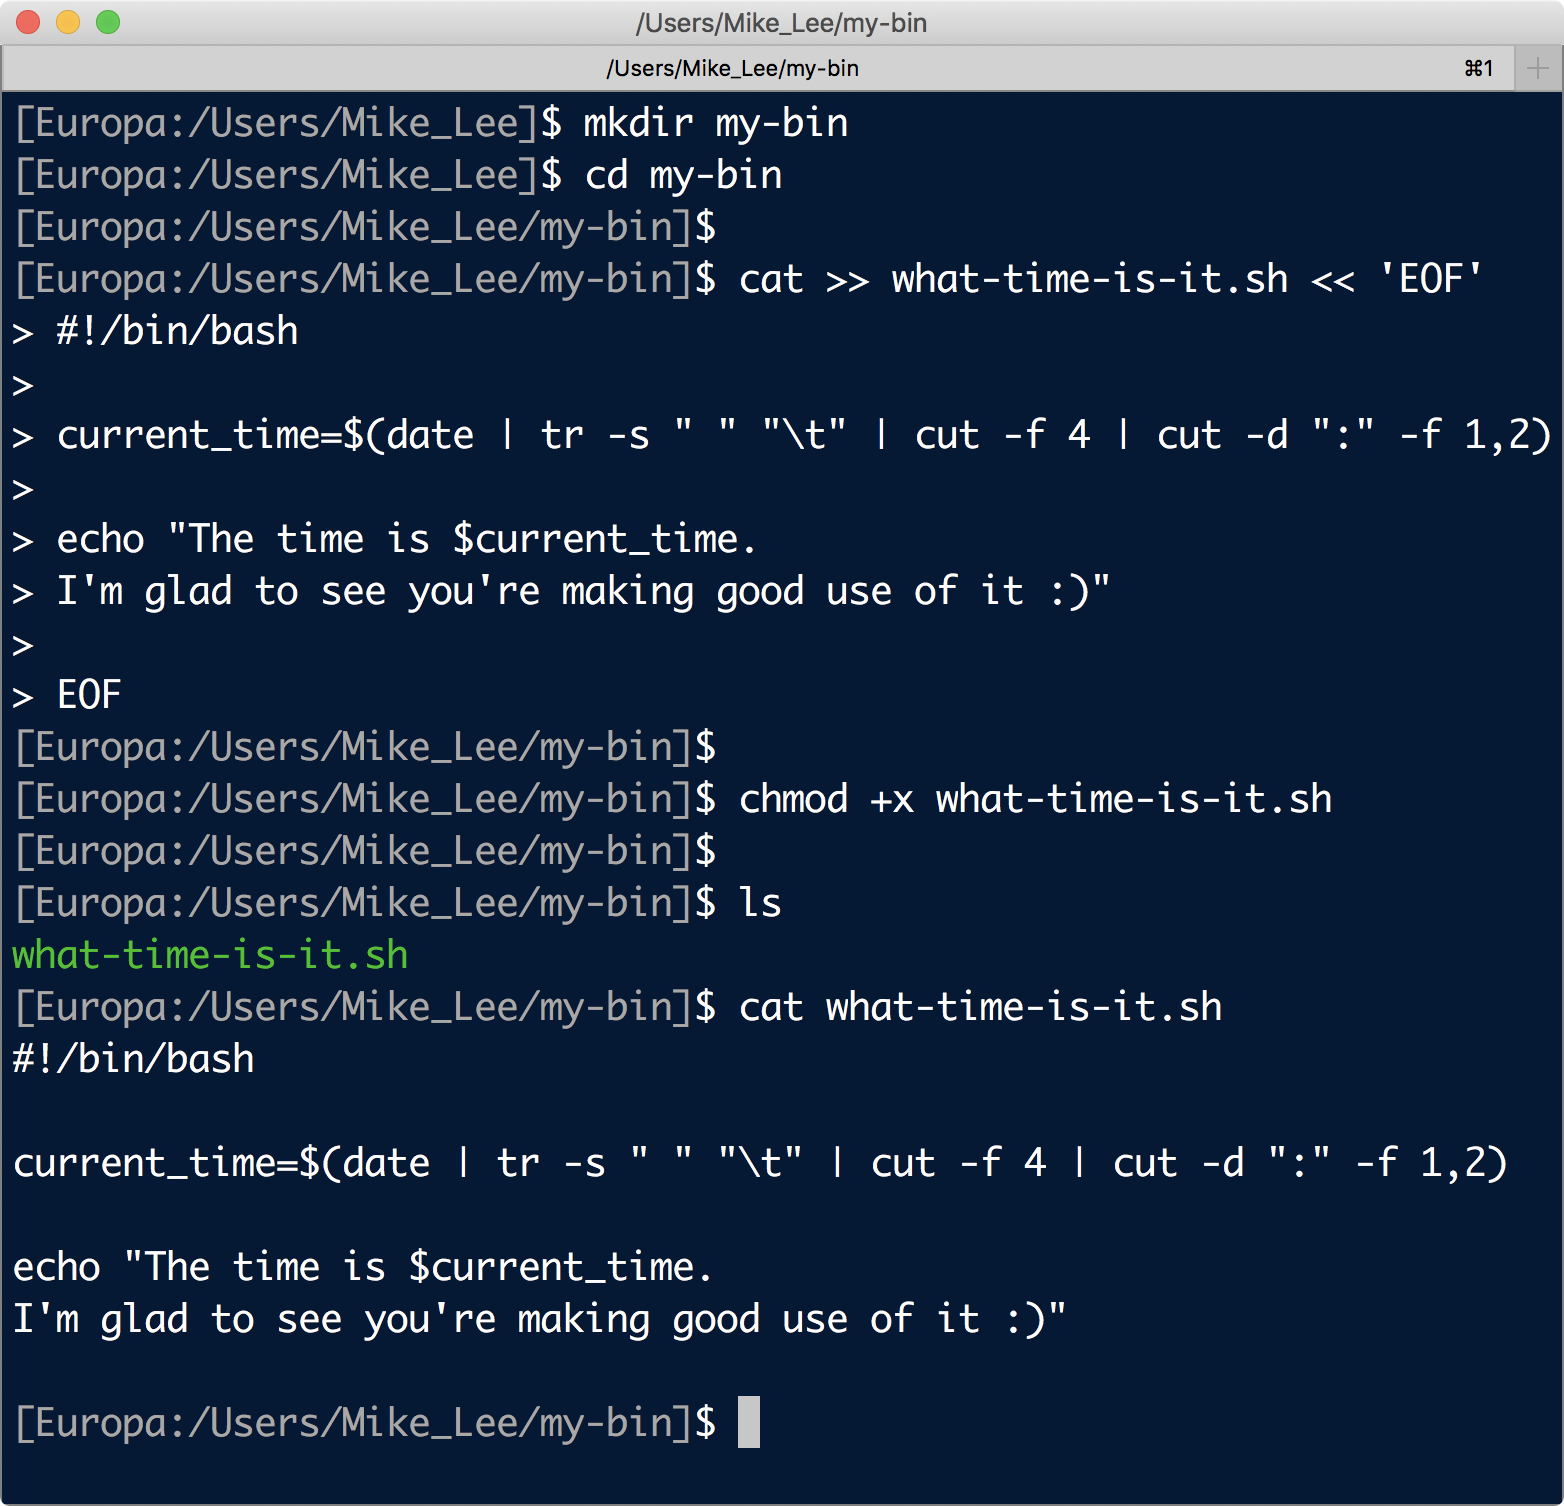 /Users/Mike_Lee/my-bin
/Users/Mike_Lee/my-bin ⌘1 +
[Europa:/Users/Mike_Lee]$ mkdir my-bin
[Europa:/Users/Mike_Lee]$ cd my-bin
[Europa:/Users/Mike_Lee/my-bin]$
[Europa:/Users/Mike_Lee/my-bin]$ cat >> what-time-is-it.sh << 'EOF'
> #!/bin/bash
>
> current_time=$(date | tr -s " " "\t" | cut -f 4 | cut -d ":" -f 1,2)
>
> echo "The time is $current_time.
> I'm glad to see you're making good use of it :)"
>
> EOF
[Europa:/Users/Mike_Lee/my-bin]$
[Europa:/Users/Mike_Lee/my-bin]$ chmod +x what-time-is-it.sh
[Europa:/Users/Mike_Lee/my-bin]$
[Europa:/Users/Mike_Lee/my-bin]$ ls
what-time-is-it.sh
[Europa:/Users/Mike_Lee/my-bin]$ cat what-time-is-it.sh
#!/bin/bash

current_time=$(date | tr -s " " "\t" | cut -f 4 | cut -d ":" -f 1,2)

echo "The time is $current_time.
I'm glad to see you're making good use of it :)"

[Europa:/Users/Mike_Lee/my-bin]$